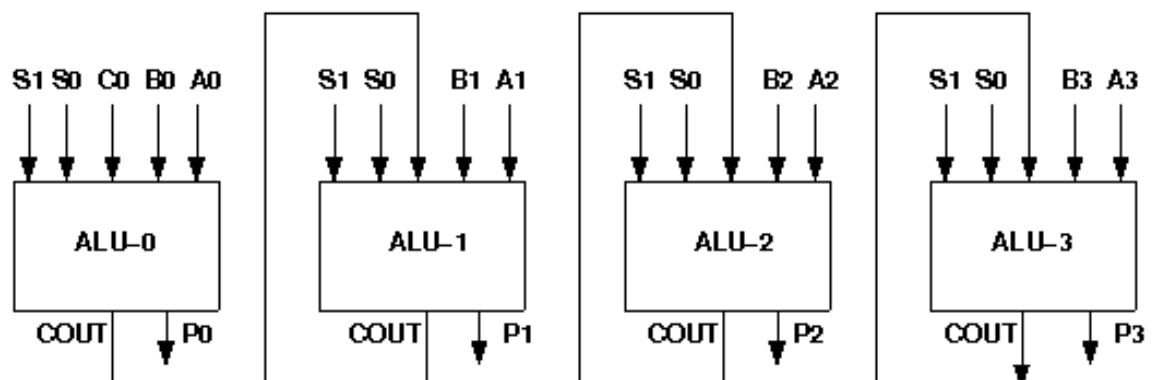 S1 S0 C0 B0 A0 S1 S0 B1 A1 S1 S0 B2 A2 S1 S0 B3 A3
ALU-0 ALU-1 ALU-2 ALU-3
COUT P0 COUT P1 COUT P2 COUT P3